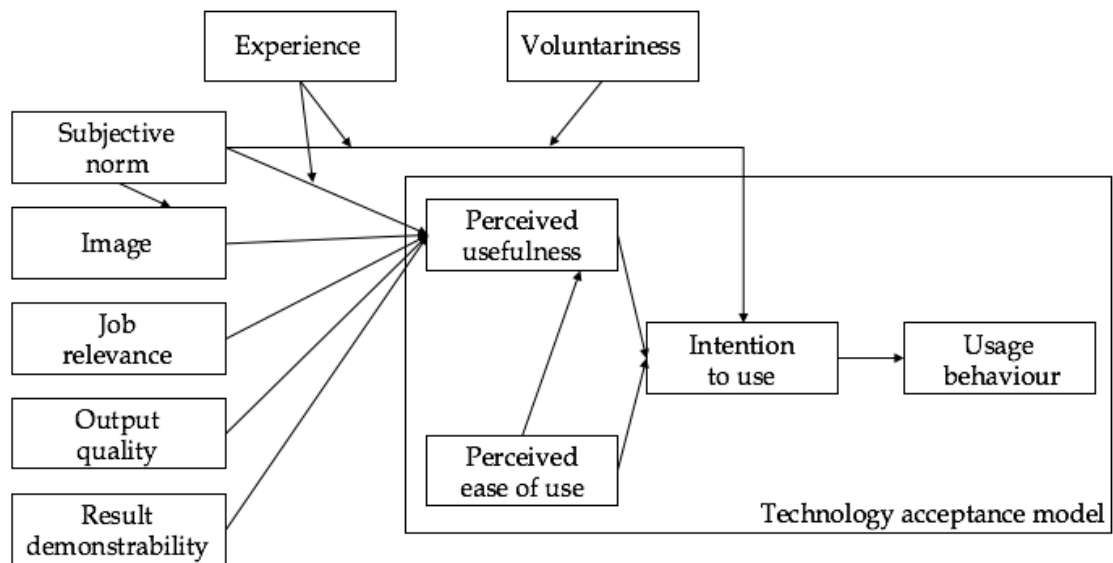 Experience
Voluntariness
Subjective
norm
Image
Job
relevance
Output
quality
Result
demonstrability
Perceived
usefulness
Perceived
ease of use
Intention
to use
Usage
behaviour
Technology acceptance model